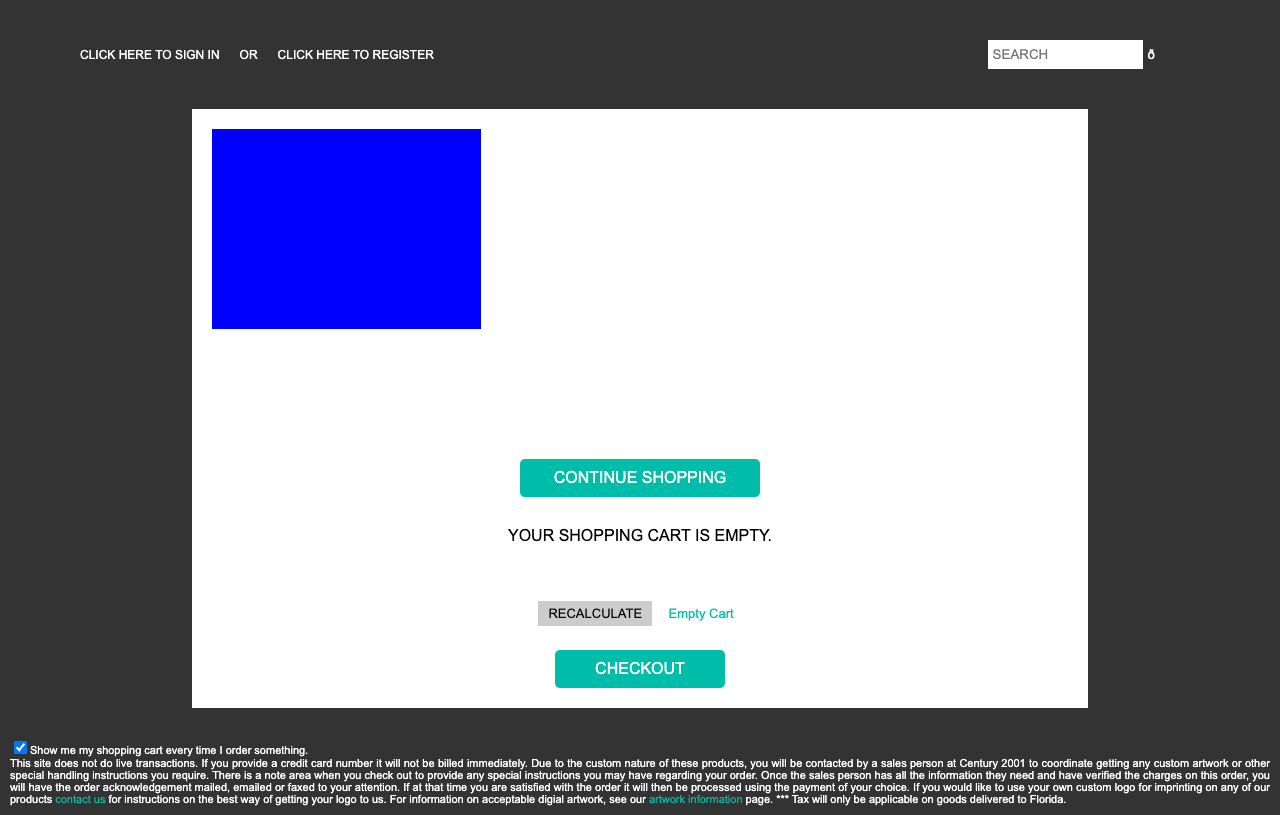 CLICK HERE TO SIGN IN OR CLICK HERE TO REGISTER SEARCH ð
CONTINUE SHOPPING
YOUR SHOPPING CART IS EMPTY.
RECALCULATE Empty Cart
CHECKOUT
Show me my shopping cart every time I order something.
This site does not do live transactions. If you provide a credit card number it will not be billed immediately. Due to the custom nature of these products, you will be contacted by a sales person at Century 2001 to coordinate getting any custom artwork or other
special handling instructions you require. There is a note area when you check out to provide any special instructions you may have regarding your order. Once the sales person has all the information they need and have verified the charges on this order, you
will have the order acknowledgement mailed, emailed or faxed to your attention. If at that time you are satisfied with the order it will then be processed using the payment of your choice. If you would like to use your own custom logo for imprinting on any of our
products contact us for instructions on the best way of getting your logo to us. For information on acceptable digial artwork, see our artwork information page. *** Tax will only be applicable on goods delivered to Florida.